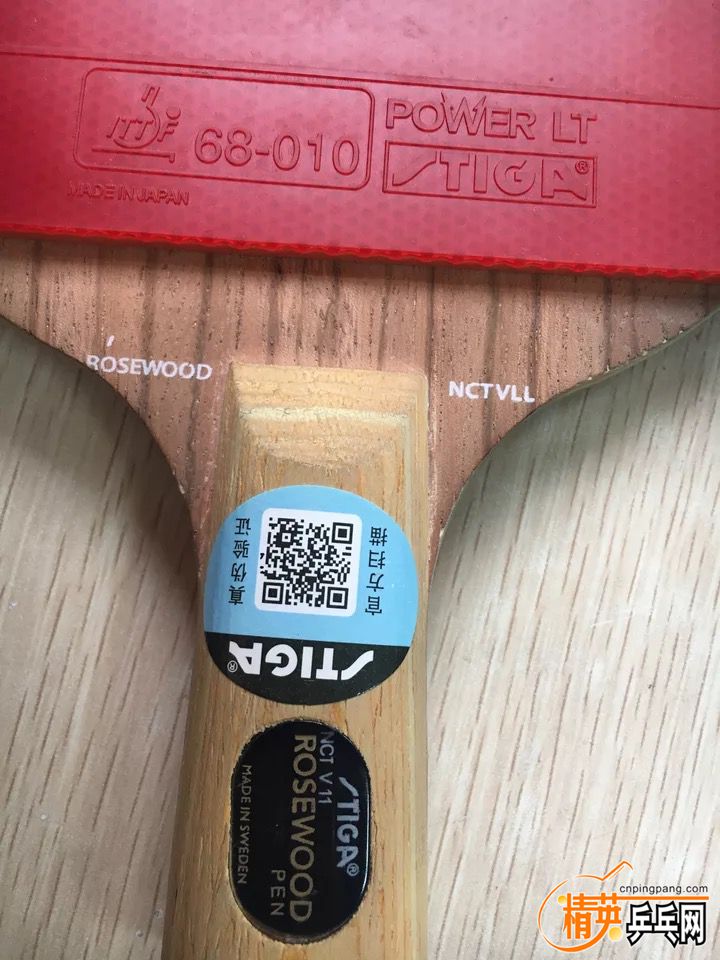 ITTF 68-010
POWER LT
STIGA®
MADE IN JAPAN
ROSEWOOD
NCTVLL
真伪验证
官方扫描
STIGA®
STIGA®
NCT V 11
ROSEWOOD
PEN
MADE IN SWEDEN
cnpingpang.com
精英乒乓网